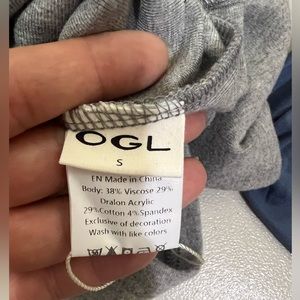 OGL
S
EN Made in China
Body: 38% Viscose 29%
Dralon Acrylic
29%Cotton 4%Spandex
Exclusive of decoration
Wash with like colors